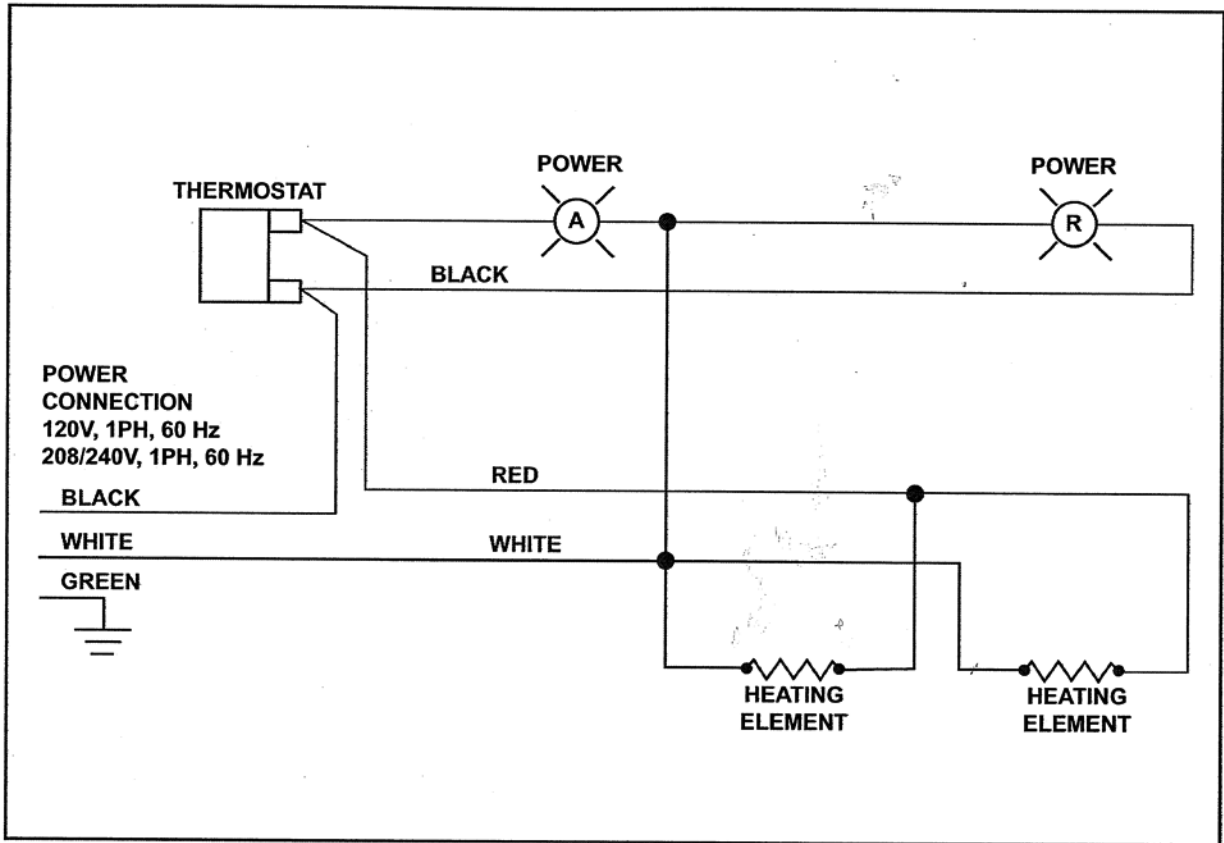 POWER
POWER
THERMOSTAT
A
R
BLACK
POWER
CONNECTION
120V, 1PH, 60 Hz
208/240V, 1PH, 60 Hz
RED
BLACK
WHITE
WHITE
GREEN
HEATING
ELEMENT
HEATING
ELEMENT